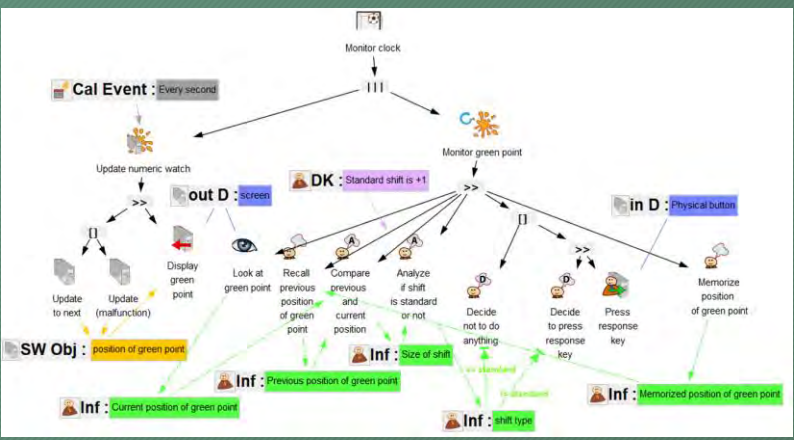 Monitor clock
|||
Cal Event : Every second
Update numeric watch
Monitor green point
DK : Standard shift is +1
>>
>>
out D : screen
in D : Physical button
[]
[]
>>
A
A
D
D
Display
green
point
Look at
green point
Recall
previous
position
of green
point
Compare
previous
and
current
position
Analyze
if shift
is standard
or not
Memorize
position
of green point
Update
to next
Update
(malfunction)
Decide
not to do
anything
Decide
to press
response
key
Press
response
key
SW Obj : position of green point
Inf : Size of shift
Inf : Previous position of green point
Inf : Current position of green point
Inf : shift type
Inf : Memorized position of green point